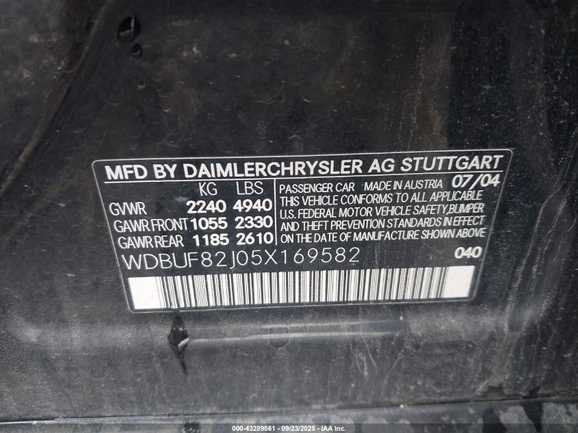 MFD BY DAIMLERCHRYSLER AG STUTTGART
KG LBS
GVWR 2240 4940
GAWR FRONT 1055 2330
GAWR REAR 1185 2610
PASSENGER CAR MADE IN AUSTRIA 07/04
THIS VEHICLE CONFORMS TO ALL APPLICABLE
U.S. FEDERAL MOTOR VEHICLE SAFETY, BUMPER
AND THEFT PREVENTION STANDARDS IN EFFECT
ON THE DATE OF MANUFACTURE SHOWN ABOVE.
WDBUF82J05X169582 040
000-43289561 - 09/23/2025 - IAA, Inc.